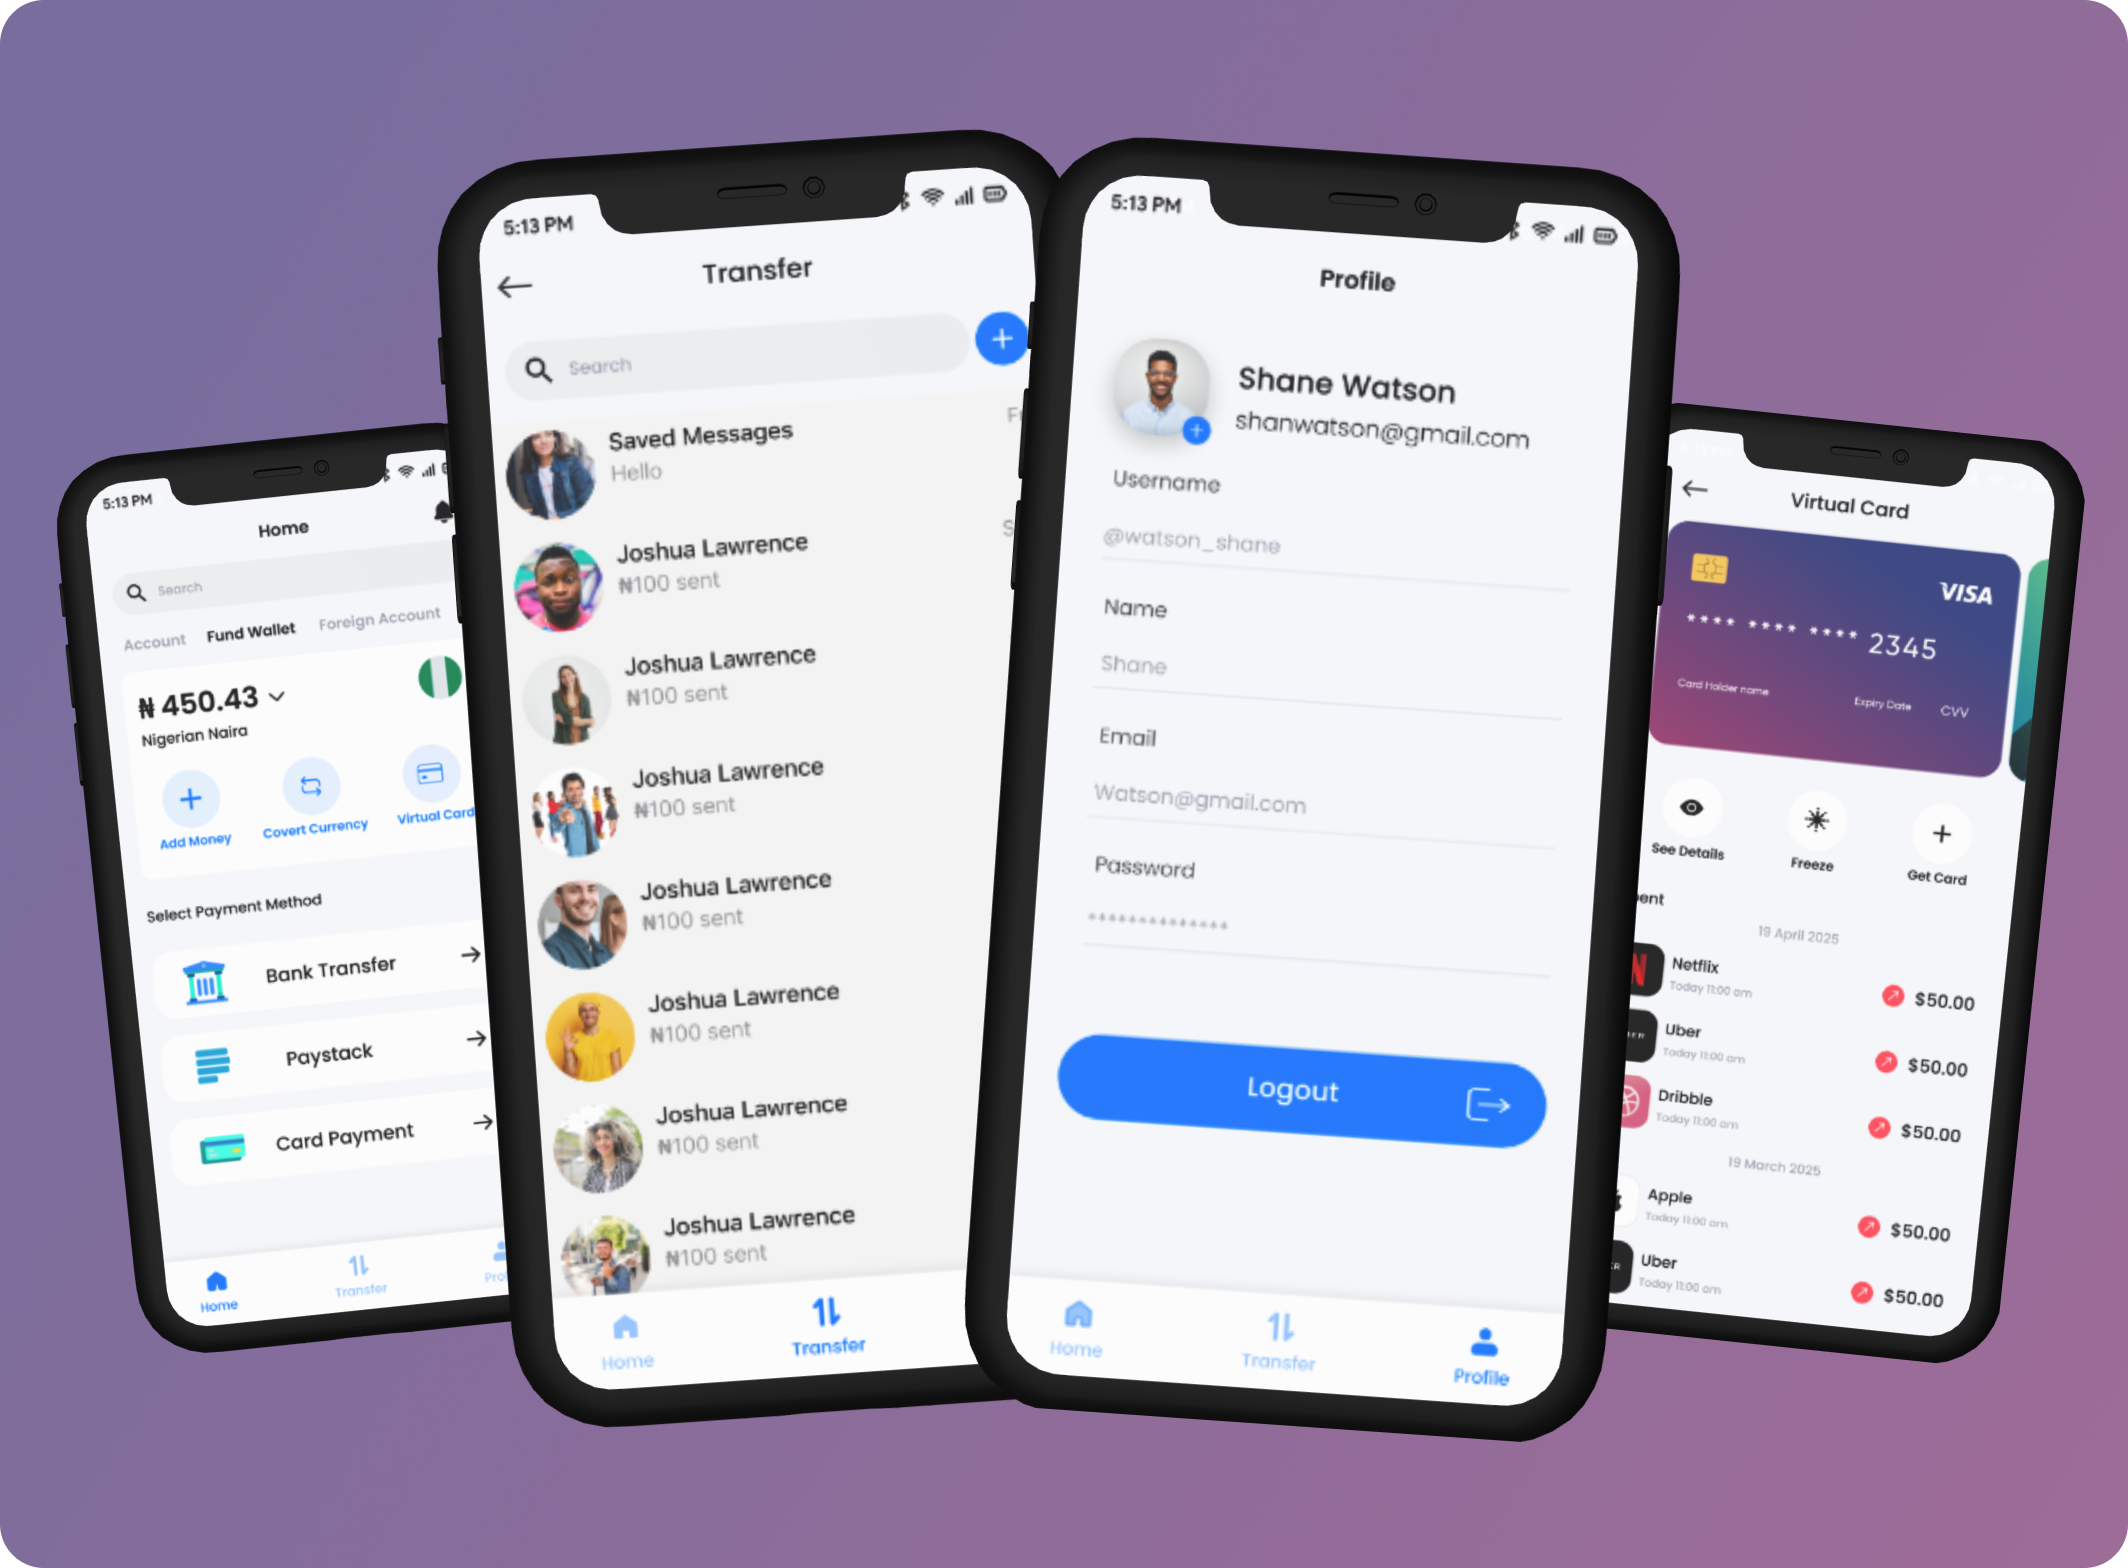 5:13 PM
Home
Search
Account Fund Wallet Foreign Account
₦ 450.43
Nigerian Naira
Add Money Covert Currency Virtual Card
Select Payment Method
Bank Transfer
Paystack
Card Payment
Home Transfer
5:13 PM
Transfer
Search
Saved Messages
Hello
Joshua Lawrence
₦100 sent
Joshua Lawrence
₦100 sent
Joshua Lawrence
₦100 sent
Joshua Lawrence
₦100 sent
Joshua Lawrence
₦100 sent
Joshua Lawrence
₦100 sent
Joshua Lawrence
₦100 sent
Home Transfer
5:13 PM
Profile
Shane Watson
shanwatson@gmail.com
Username
@watson_shane
Name
Shane
Email
Watson@gmail.com
Password
**************
Logout
Home Transfer Profile
5:13 PM
Virtual Card
VISA
**** **** **** 2345
Card Holder name Expiry Date CVV
See Details Freeze Get Card
19 April 2025
Netflix
Today 11:00 am
$50.00
Uber
Today 11:00 am
$50.00
Dribble
Today 11:00 am
$50.00
19 March 2025
Apple
Today 11:00 am
$50.00
Uber
Today 11:00 am
$50.00